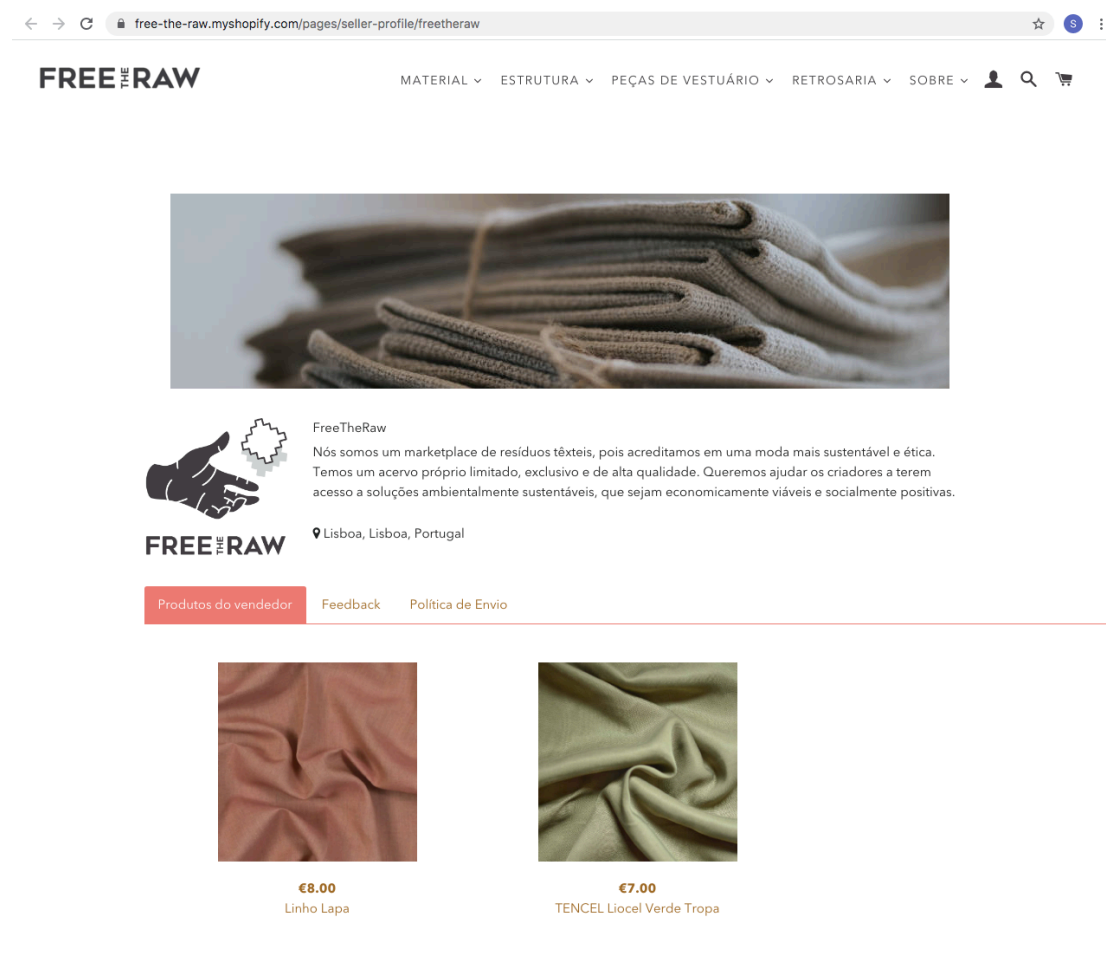 free-the-raw.myshopify.com/pages/seller-profile/freetheraw
S
FREE THE RAW
MATERIAL ESTRUTURA PEÇAS DE VESTUÁRIO RETROSARIA SOBRE
FreeTheRaw
Nós somos um marketplace de resíduos têxteis, pois acreditamos em uma moda mais sustentável e ética.
Temos um acervo próprio limitado, exclusivo e de alta qualidade. Queremos ajudar os criadores a terem
acesso a soluções ambientalmente sustentáveis, que sejam economicamente viáveis e socialmente positivas.
Lisboa, Lisboa, Portugal
FREE THE RAW
Produtos do vendedor Feedback Política de Envio
€8.00
Linho Lapa
€7.00
TENCEL Liocel Verde Tropa